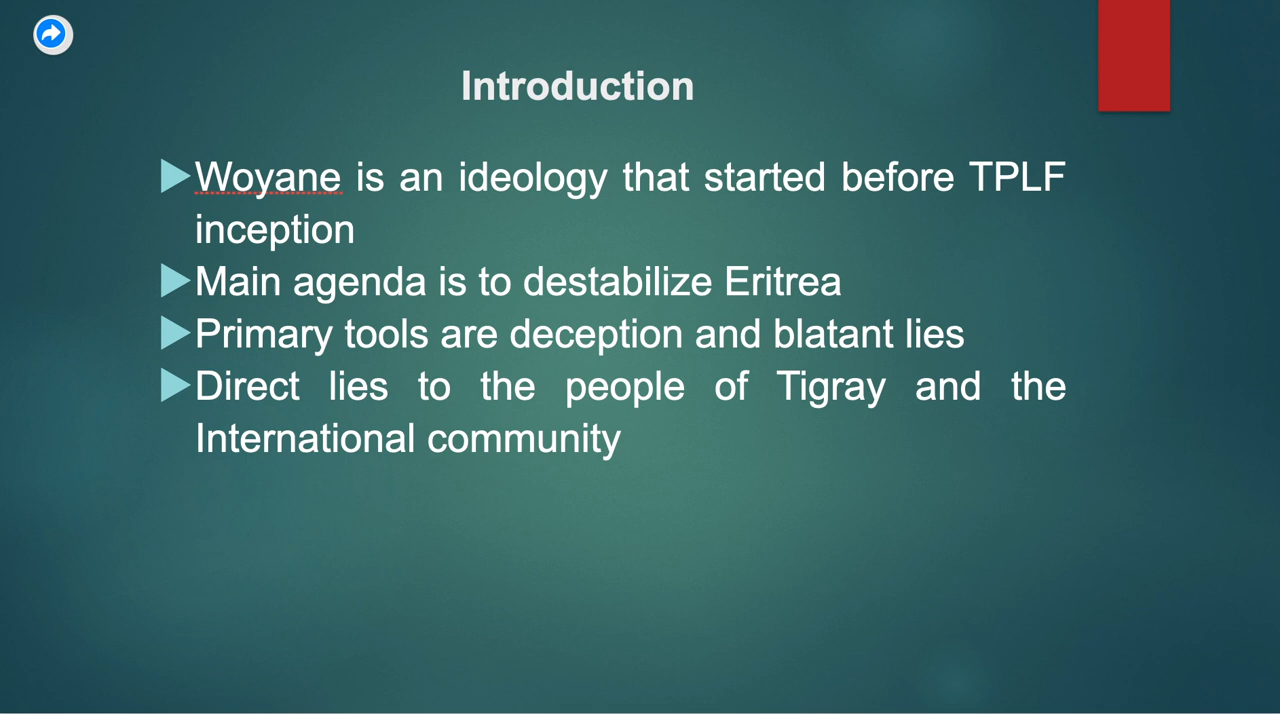 Introduction
Woyane is an ideology that started before TPLF
inception
Main agenda is to destabilize Eritrea
Primary tools are deception and blatant lies
Direct lies to the people of Tigray and the
International community